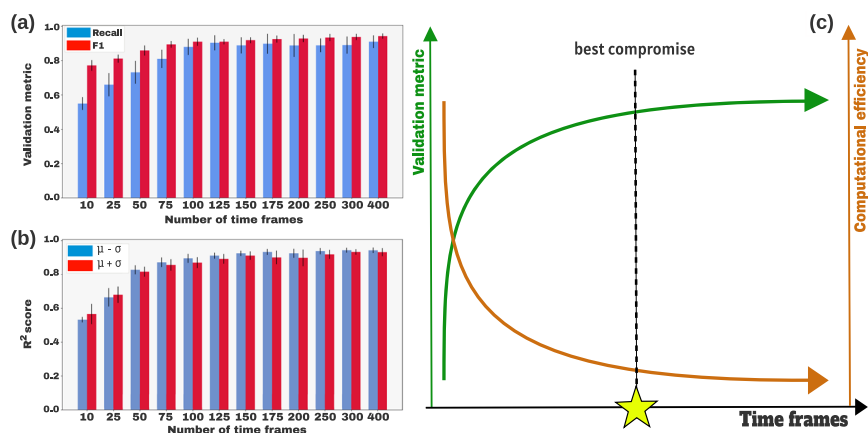 (a)
Recall
F1
Validation metric
1.0
0.8
0.6
0.4
0.2
0.0
10 25 50 75 100 125 150 175 200 250 300 400
Number of time frames
(b)
μ - σ
μ + σ
R² score
1.0
0.8
0.6
0.4
0.2
0.0
10 25 50 75 100 125 150 175 200 250 300 400
Number of time frames
(c)
best compromise
Validation metric
Computational efficiency
Time frames